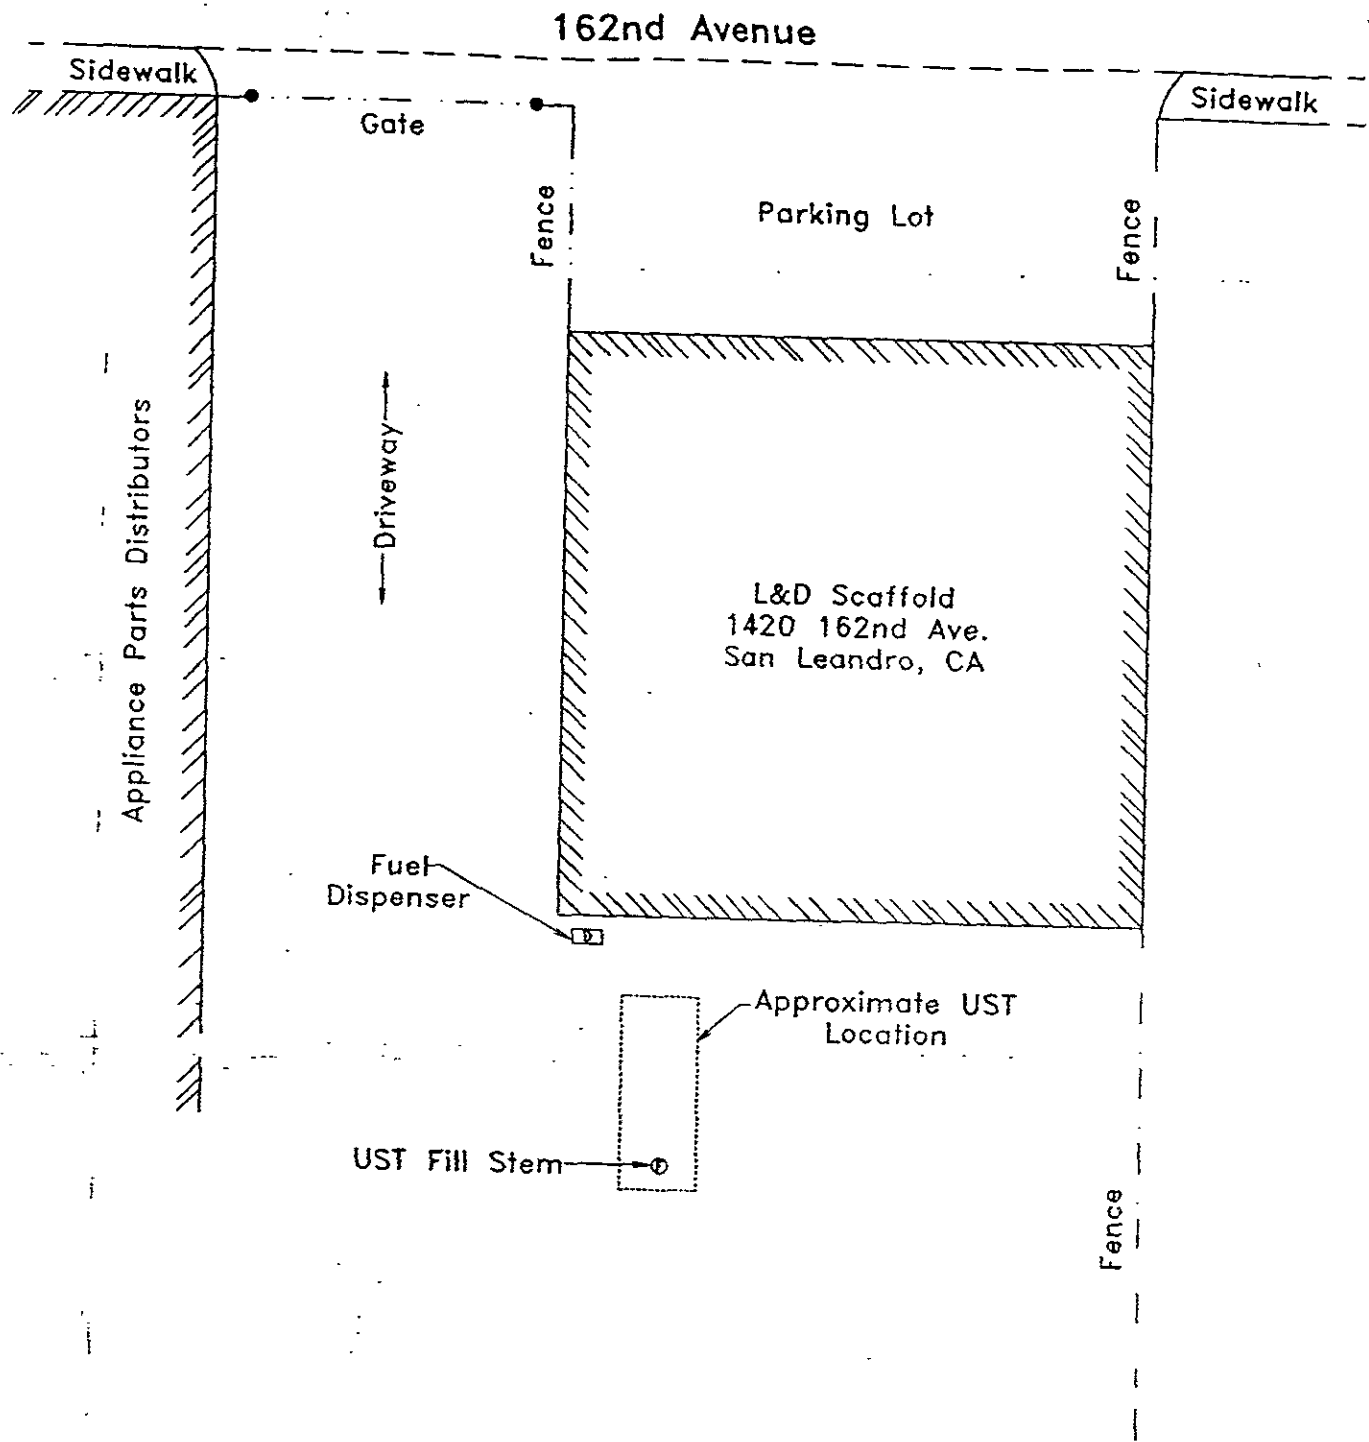 162nd Avenue
Sidewalk
Sidewalk
Gate
Fence
Parking Lot
Fence
Driveway
Appliance Parts Distributors
L&D Scaffold
1420 162nd Ave.
San Leandro, CA
Fuel
Dispenser
D
Approximate UST
Location
UST Fill Stem
F
Fence